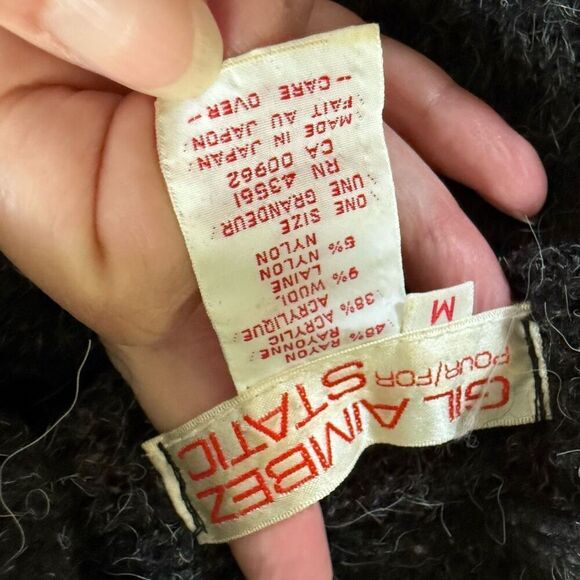 GIL AIMBEZ
POUR/FOR
STATIC
M
48% RAYON
RAYONNE
38% ACRYLIC
ACRYLIQUE
9% WOOL
LAINE
5% NYLON
NYLON
ONE SIZE
UNE GRANDEUR
RN 43551
CA 00962
MADE IN JAPAN
FAIT AU JAPON
-- CARE OVER --